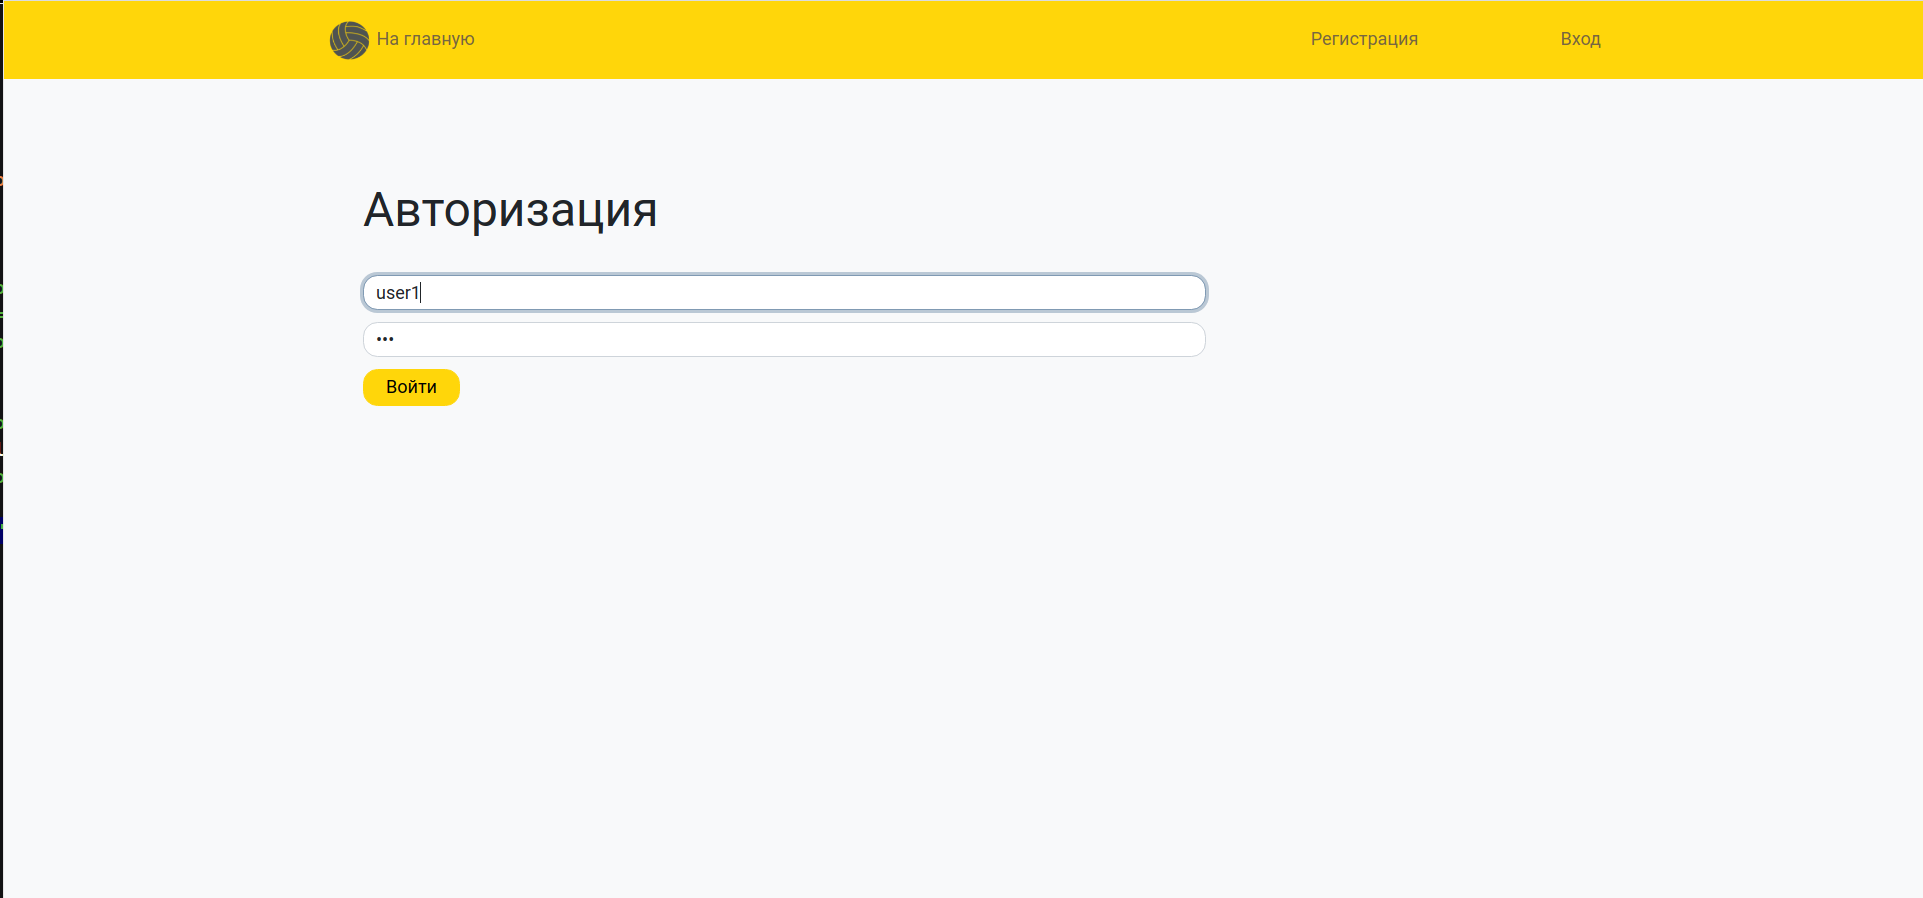 На главную
Регистрация
Вход
Авторизация
user1
•••
Войти